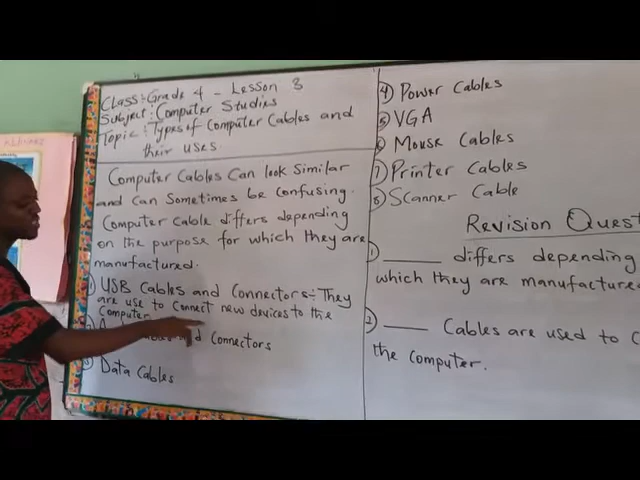 Class:- Grade 4 - Lesson 3
Subject: Computer Studies
Topic: Types of Computer Cables and
their uses.
Computer Cables Can look Similar
and can Sometimes be confusing.
Computer cable differs depending
on the purpose for which they are
manufactured.
1 USB Cables and Connectors:- They
are use to Connect new devices to the
Computer
2 and Connectors
3 Data Cables
4 Power Cables
5 VGA
6 Mouse Cables
7 Printer Cables
8 Scanner Cable
Revision Quest
1 ______ differs depending
which they are manufactured
2 ______ Cables are used to C
the computer.